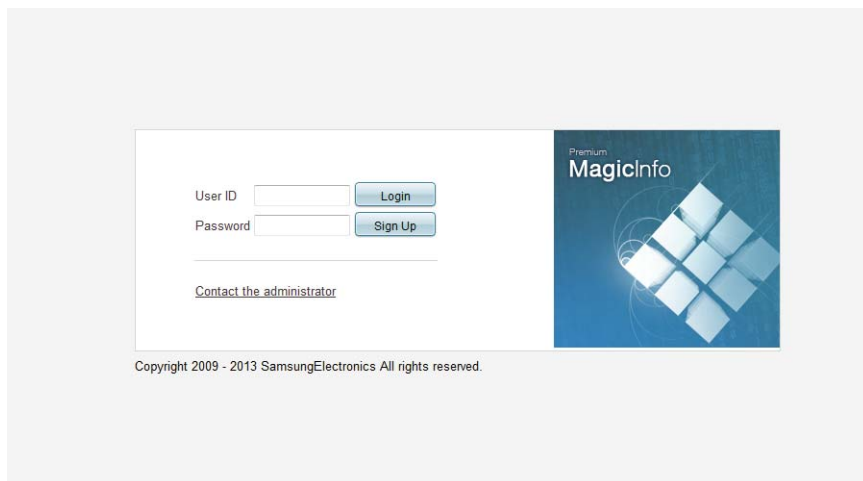 Premium
MagicInfo
User ID
Login
Password
Sign Up
Contact the administrator
Copyright 2009 - 2013 SamsungElectronics All rights reserved.